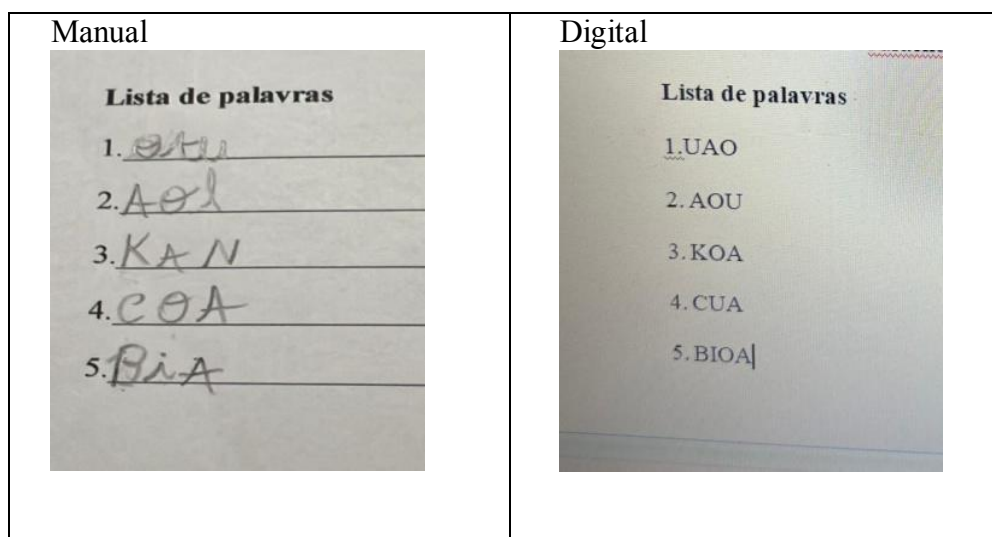 Manual
Lista de palavras
1.
2. AOl
3. KAN
4. COA
5. BiA
Digital
Lista de palavras
1.UAO
2. AOU
3. KOA
4. CUA
5. BIOA